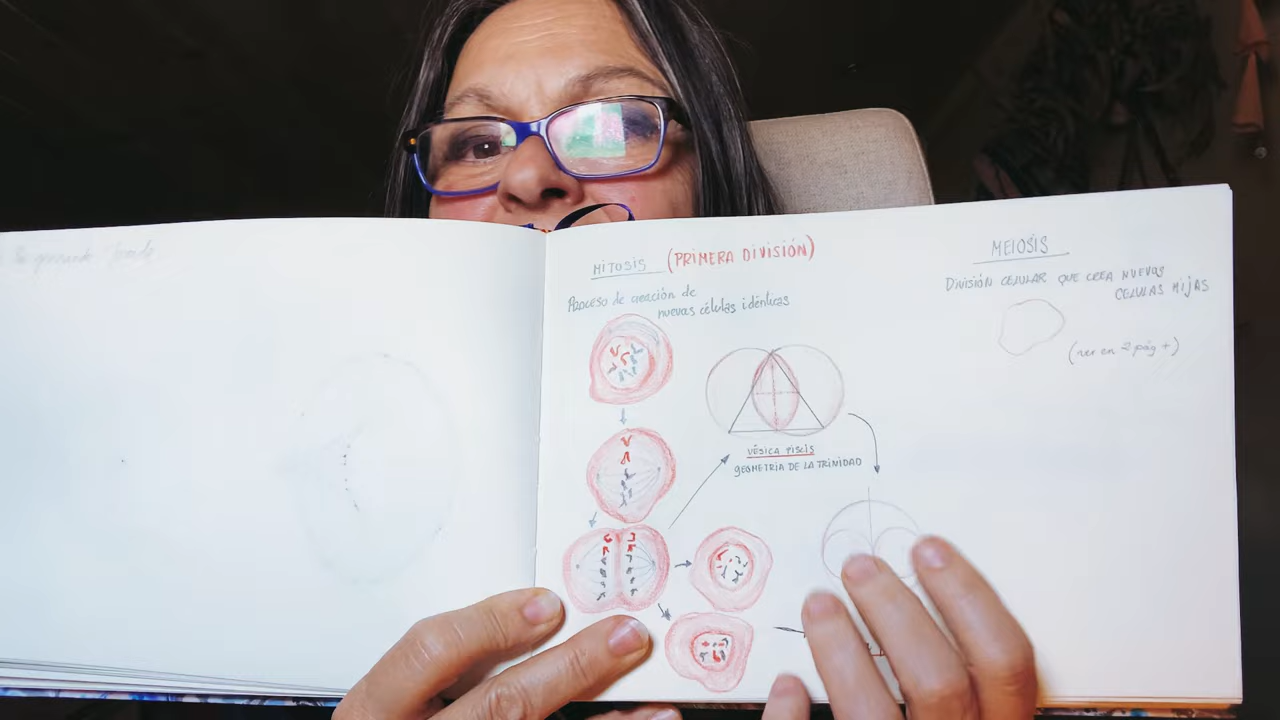 MITOSIS (PRIMERA DIVISIÓN)
PROCESO de creación de
nuevas células idénticas
VÉSICA PISCIS
GEOMETRÍA DE LA TRINIDAD
MEIOSIS
DIVISIÓN CELULAR QUE CREA NUEVAS
CELULAS HIJAS
(ver en 2 pág +)